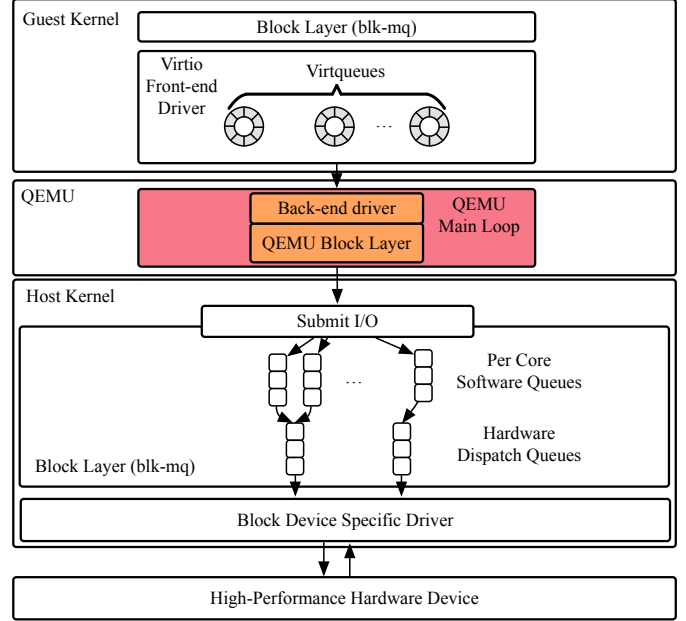 Guest Kernel
Block Layer (blk-mq)
Virtio
Front-end
Driver
Virtqueues
...
QEMU
Back-end driver
QEMU Block Layer
QEMU
Main Loop
Host Kernel
Submit I/O
...
Per Core
Software Queues
Hardware
Dispatch Queues
Block Layer (blk-mq)
Block Device Specific Driver
High-Performance Hardware Device